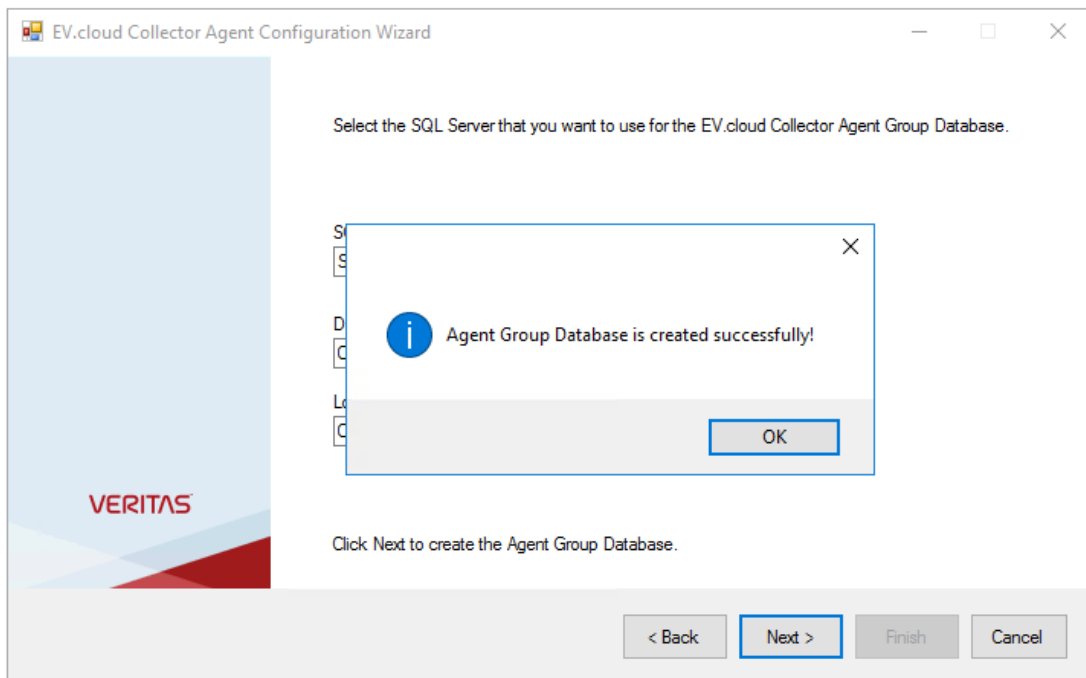 EV.cloud Collector Agent Configuration Wizard
Select the SQL Server that you want to use for the EV.cloud Collector Agent Group Database.
Agent Group Database is created successfully!
OK
VERITAS
Click Next to create the Agent Group Database.
< Back Next > Finish Cancel